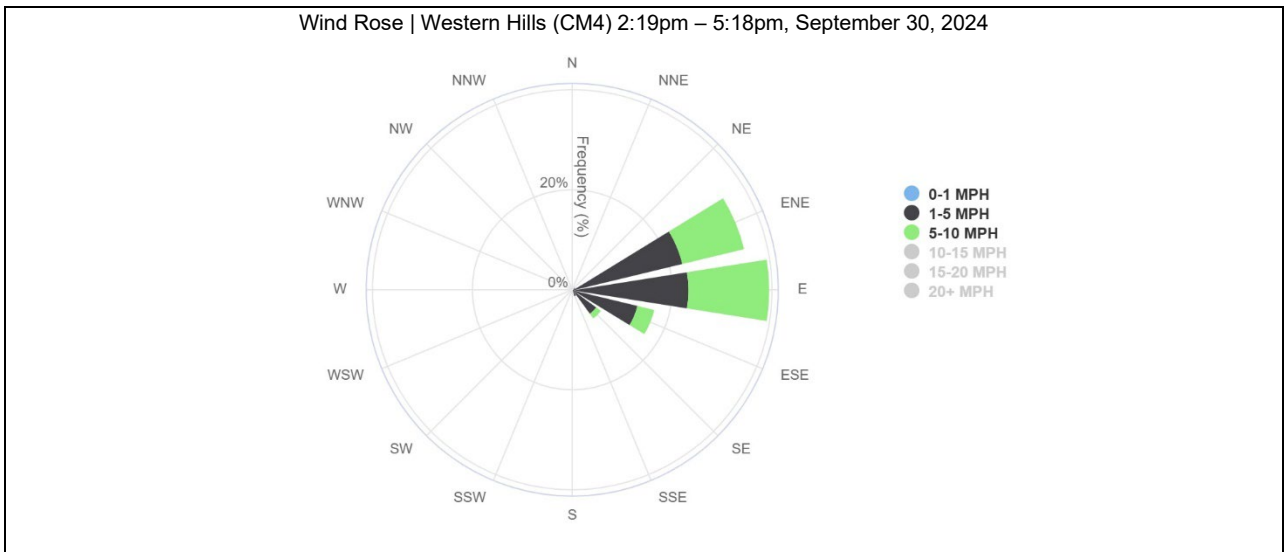 Wind Rose | Western Hills (CM4) 2:19pm – 5:18pm, September 30, 2024
N
NNW
NNE
NW
NE
Frequency (%)
20%
WNW
ENE
0%
W
E
WSW
ESE
SW
SE
SSW
SSE
S
0-1 MPH
1-5 MPH
5-10 MPH
10-15 MPH
15-20 MPH
20+ MPH